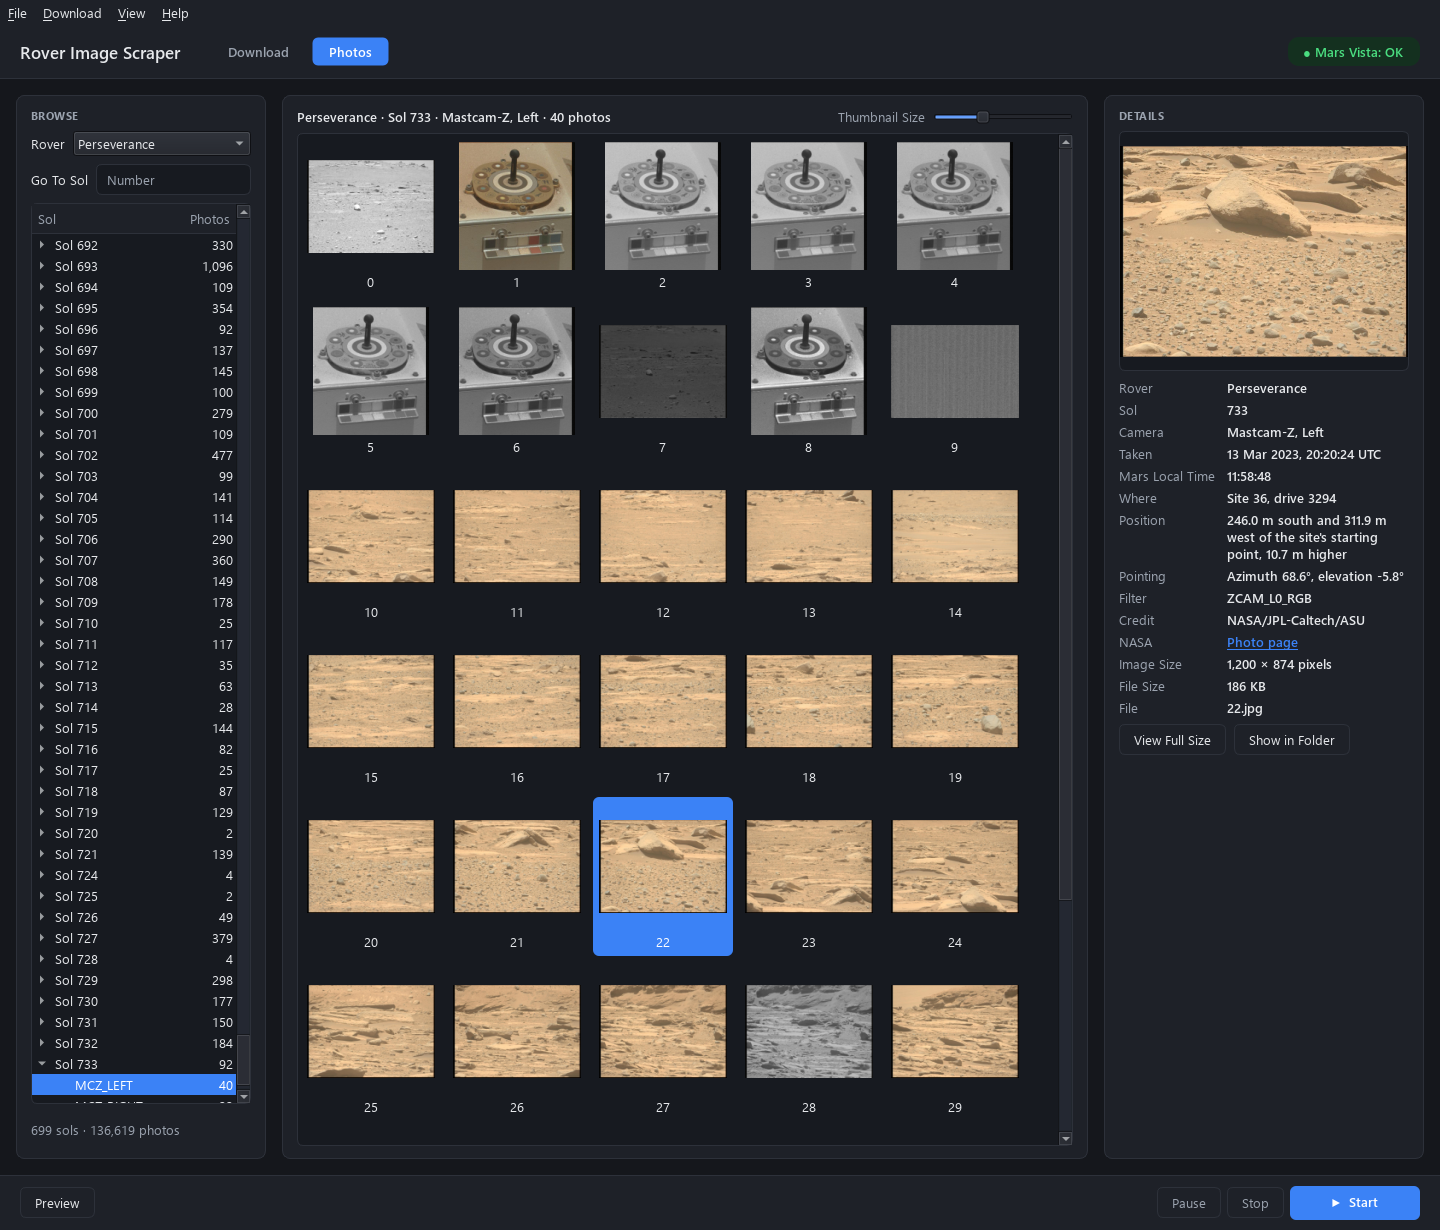 File Download View Help
Rover Image Scraper Download Photos ● Mars Vista: OK
BROWSE
Rover Perseverance
Go To Sol Number
Sol Photos
Sol 692 330
Sol 693 1,096
Sol 694 109
Sol 695 354
Sol 696 92
Sol 697 137
Sol 698 145
Sol 699 100
Sol 700 279
Sol 701 109
Sol 702 477
Sol 703 99
Sol 704 141
Sol 705 114
Sol 706 290
Sol 707 360
Sol 708 149
Sol 709 178
Sol 710 25
Sol 711 117
Sol 712 35
Sol 713 63
Sol 714 28
Sol 715 144
Sol 716 82
Sol 717 25
Sol 718 87
Sol 719 129
Sol 720 2
Sol 721 139
Sol 724 4
Sol 725 2
Sol 726 49
Sol 727 379
Sol 728 4
Sol 729 298
Sol 730 177
Sol 731 150
Sol 732 184
Sol 733 92
MCZ_LEFT 40
699 sols · 136,619 photos
Perseverance · Sol 733 · Mastcam-Z, Left · 40 photos Thumbnail Size
0 1 2 3 4
5 6 7 8 9
10 11 12 13 14
15 16 17 18 19
20 21 22 23 24
25 26 27 28 29
DETAILS
Rover Perseverance
Sol 733
Camera Mastcam-Z, Left
Taken 13 Mar 2023, 20:20:24 UTC
Mars Local Time 11:58:48
Where Site 36, drive 3294
Position 246.0 m south and 311.9 m
west of the site's starting
point, 10.7 m higher
Pointing Azimuth 68.6°, elevation -5.8°
Filter ZCAM_L0_RGB
Credit NASA/JPL-Caltech/ASU
NASA Photo page
Image Size 1,200 × 874 pixels
File Size 186 KB
File 22.jpg
View Full Size Show in Folder
Preview Pause Stop ► Start